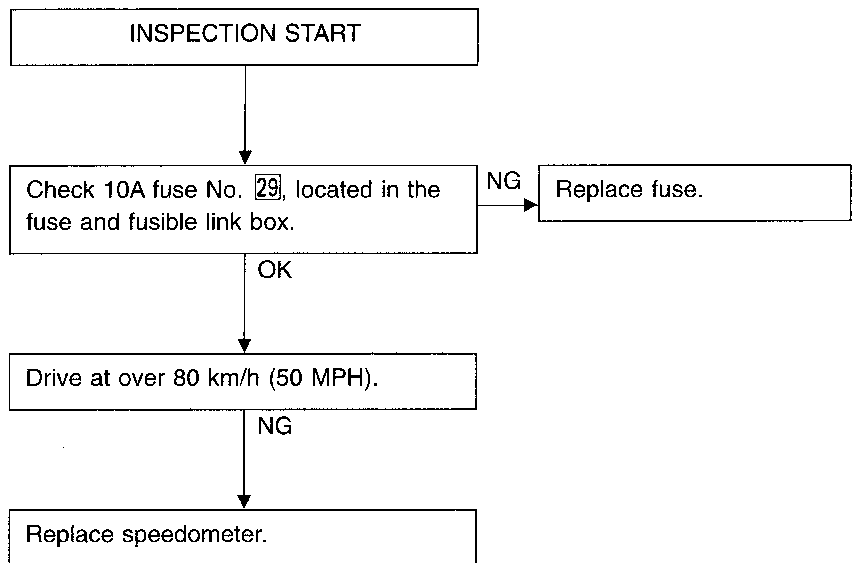 INSPECTION START
Check 10A fuse No. 29, located in the
fuse and fusible link box.
NG
Replace fuse.
OK
Drive at over 80 km/h (50 MPH).
NG
Replace speedometer.